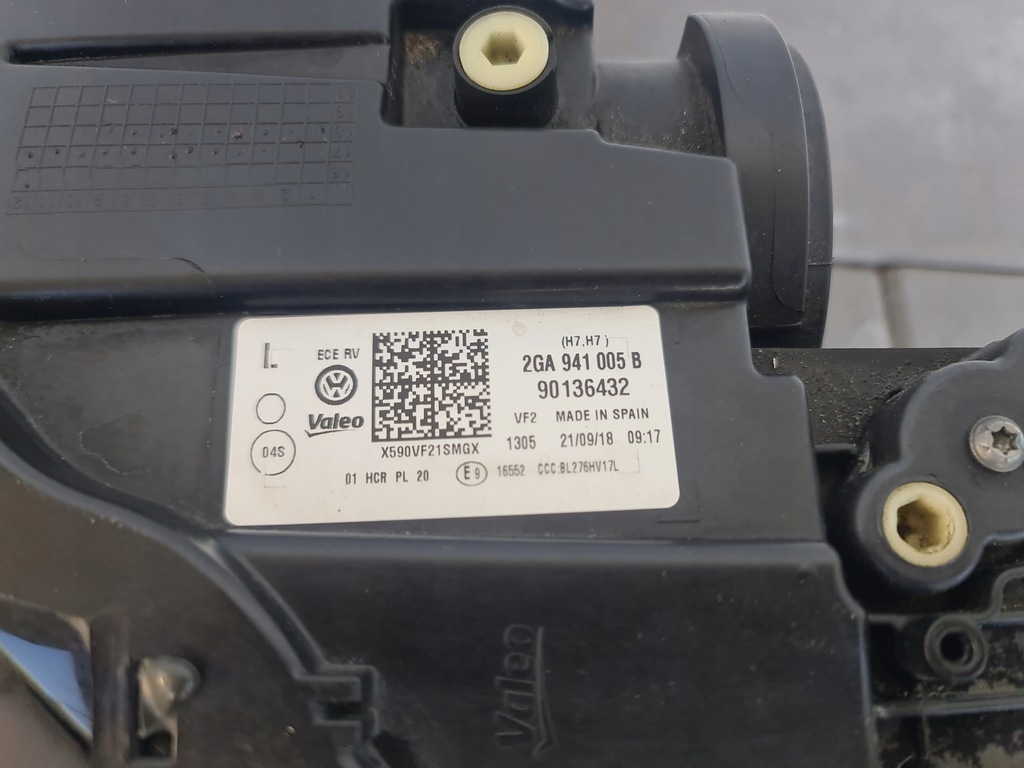 L
ECE RV
(H7.H7)
2GA 941 005 B
90136432
Valeo
VF2 MADE IN SPAIN
04S
X590VF21SMGX
1305 21/09/18 09:17
01 HCR PL 20
E9
16552 CCC:BL276HV17L
Valeo